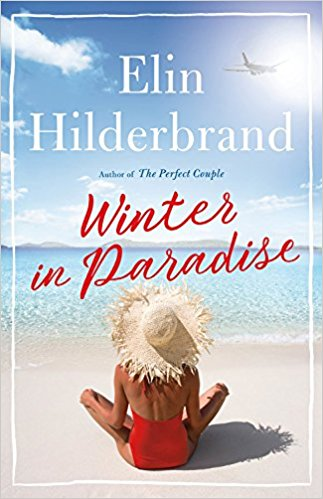 Elin
Hilderbrand
Author of The Perfect Couple
Winter
in Paradise